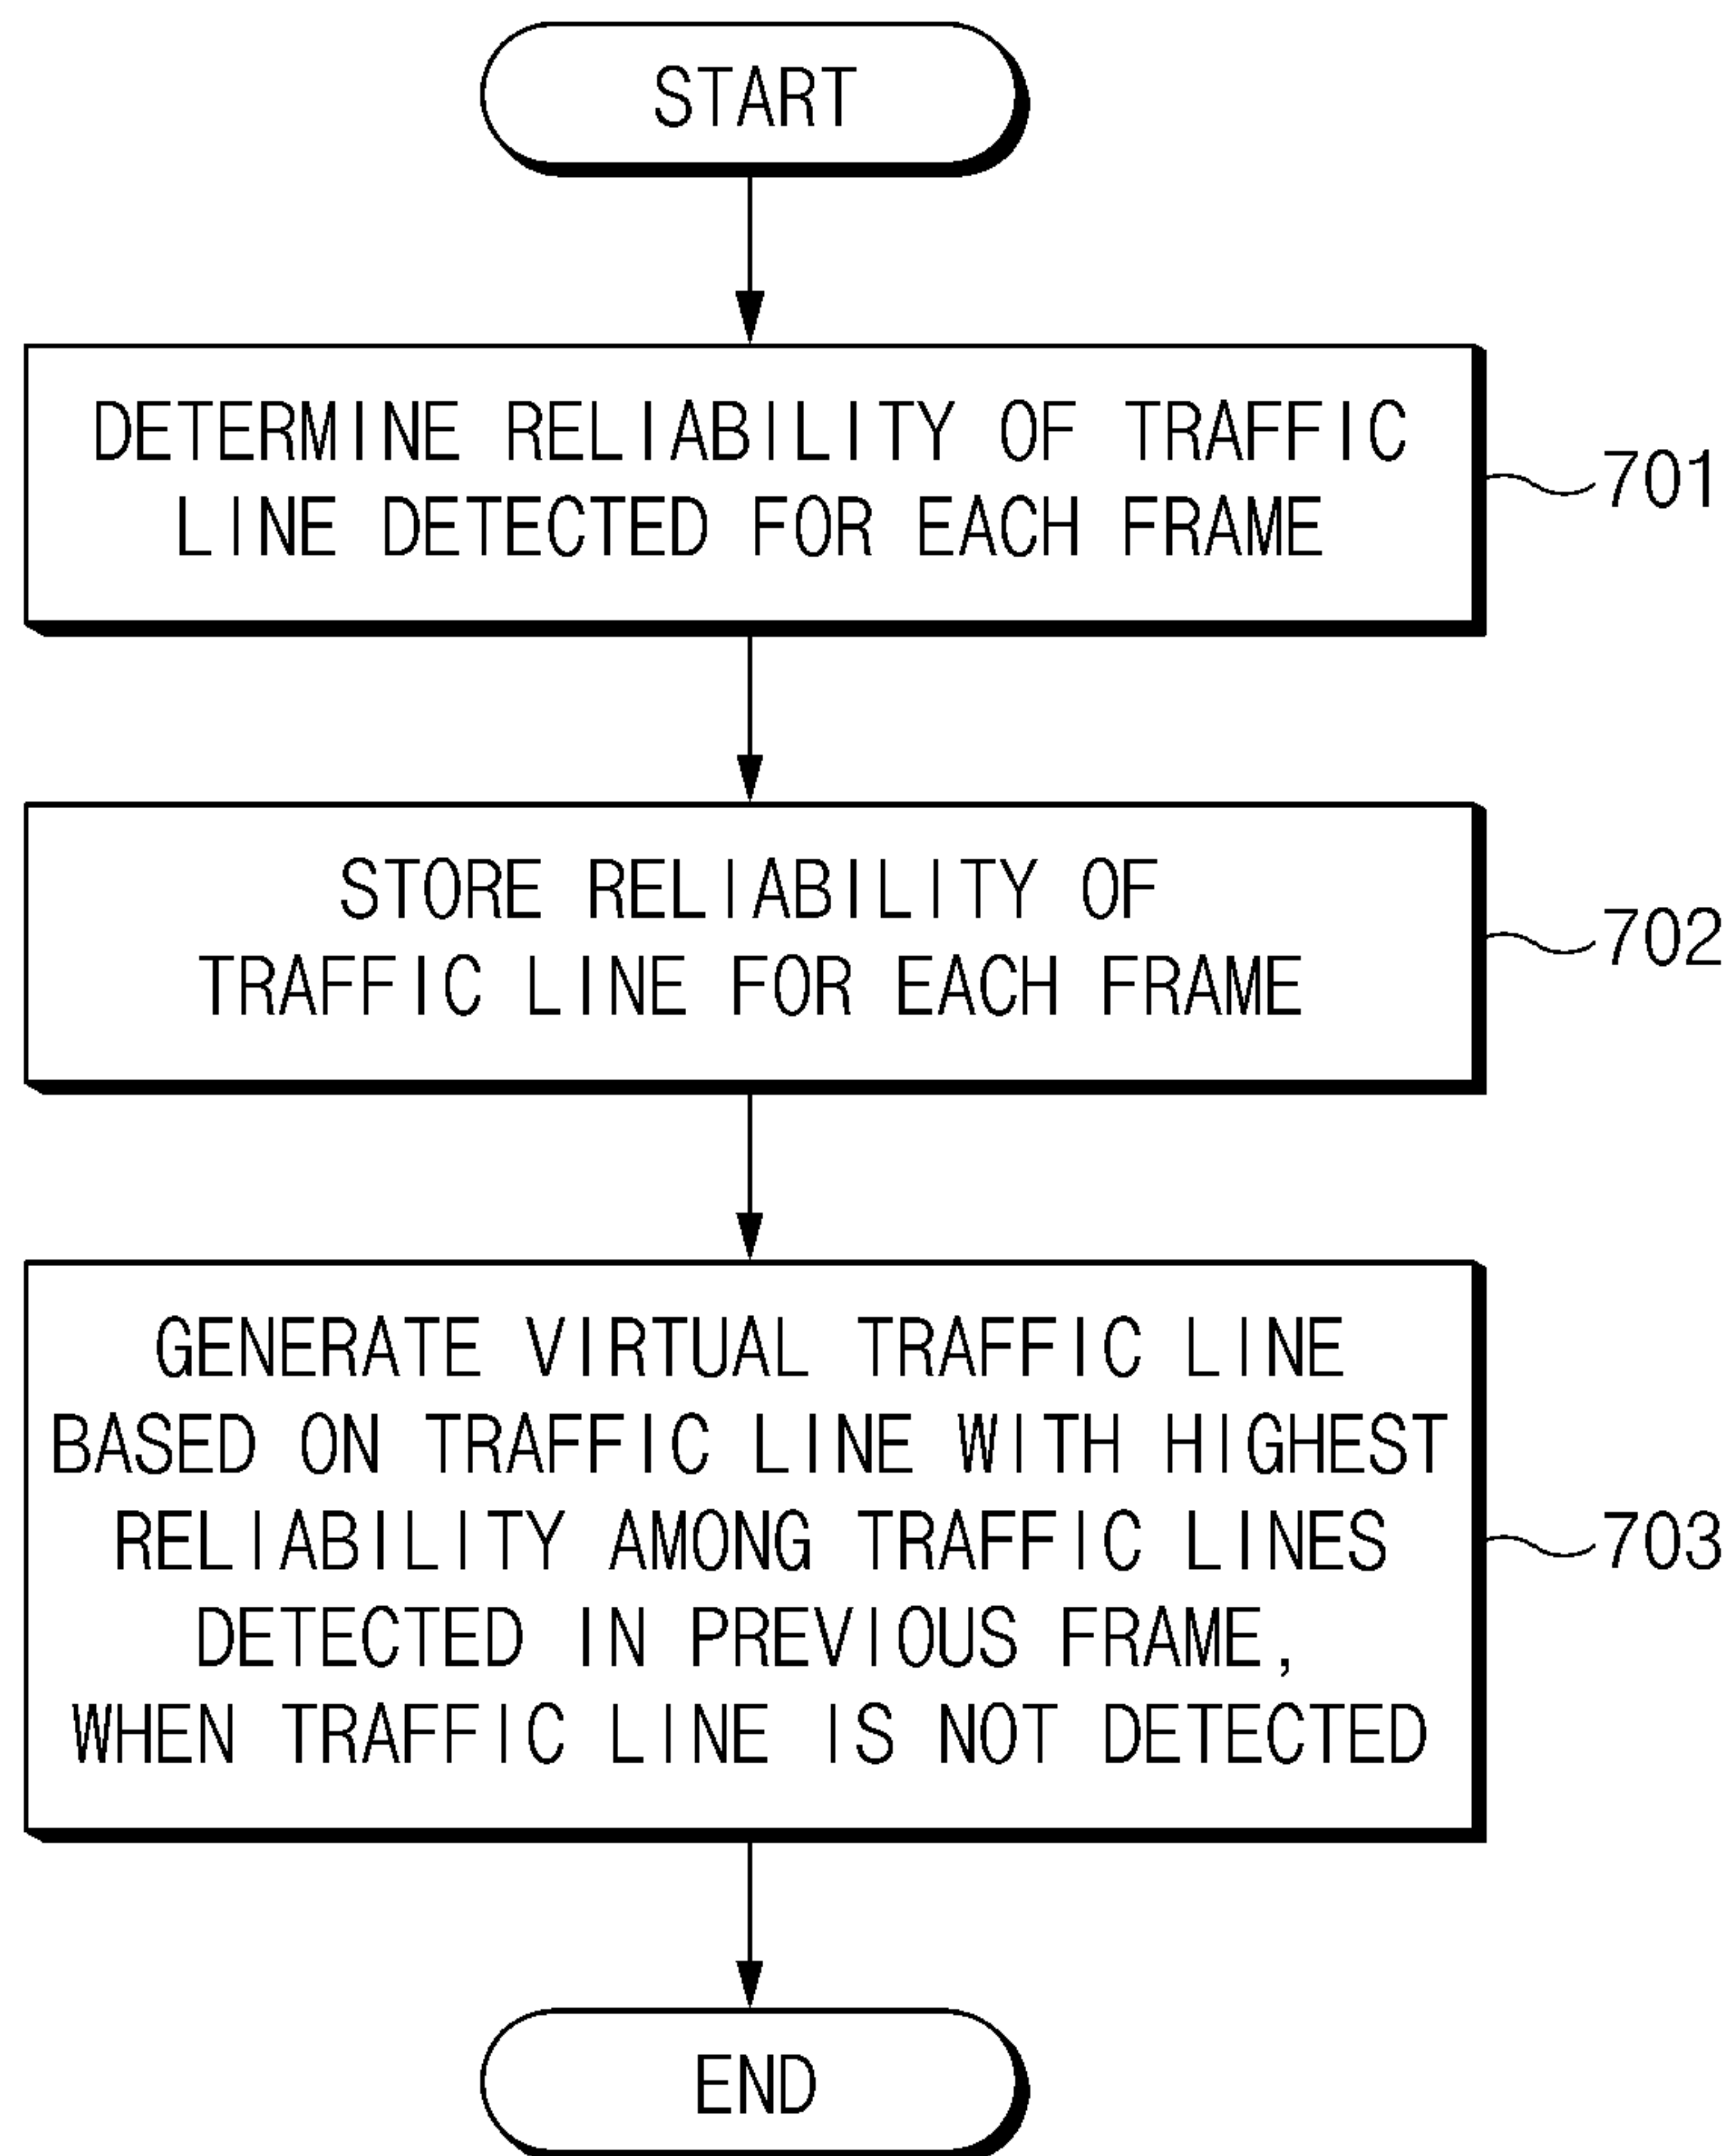 START
DETERMINE RELIABILITY OF TRAFFIC
LINE DETECTED FOR EACH FRAME
701
STORE RELIABILITY OF
TRAFFIC LINE FOR EACH FRAME
702
GENERATE VIRTUAL TRAFFIC LINE
BASED ON TRAFFIC LINE WITH HIGHEST
RELIABILITY AMONG TRAFFIC LINES
DETECTED IN PREVIOUS FRAME,
WHEN TRAFFIC LINE IS NOT DETECTED
703
END